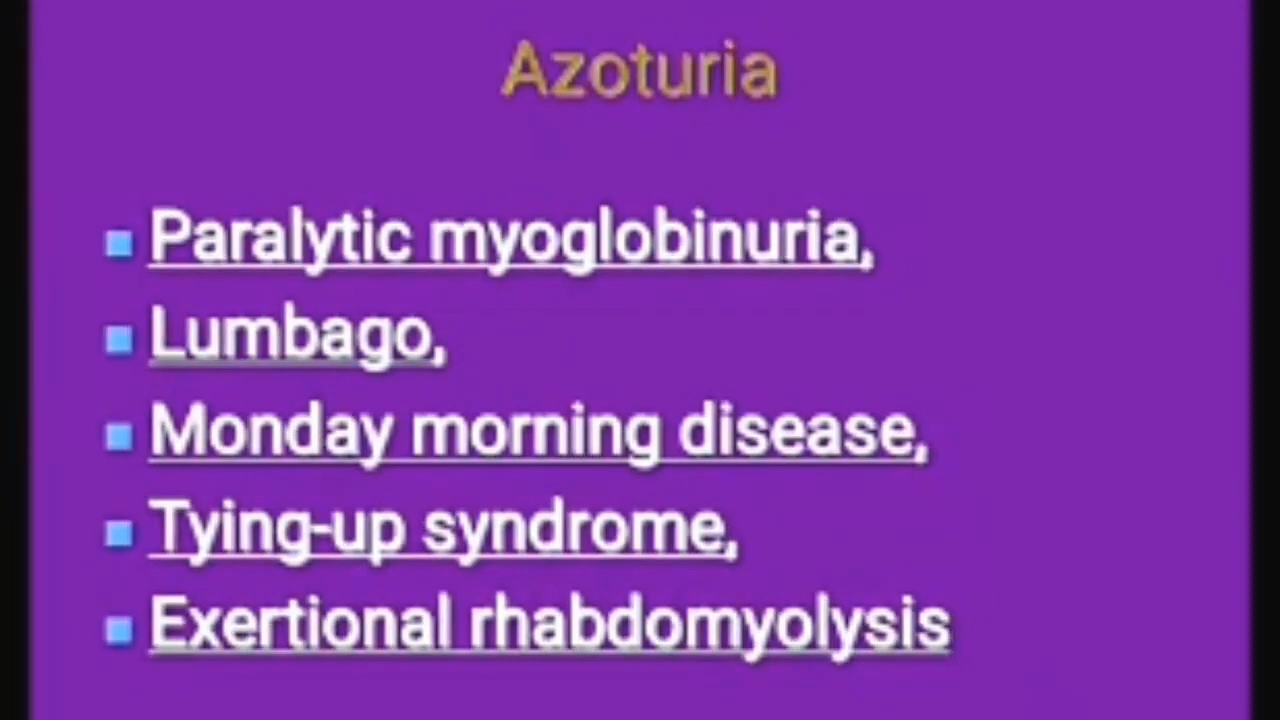 Azoturia
Paralytic myoglobinuria,
Lumbago,
Monday morning disease,
Tying-up syndrome,
Exertional rhabdomyolysis